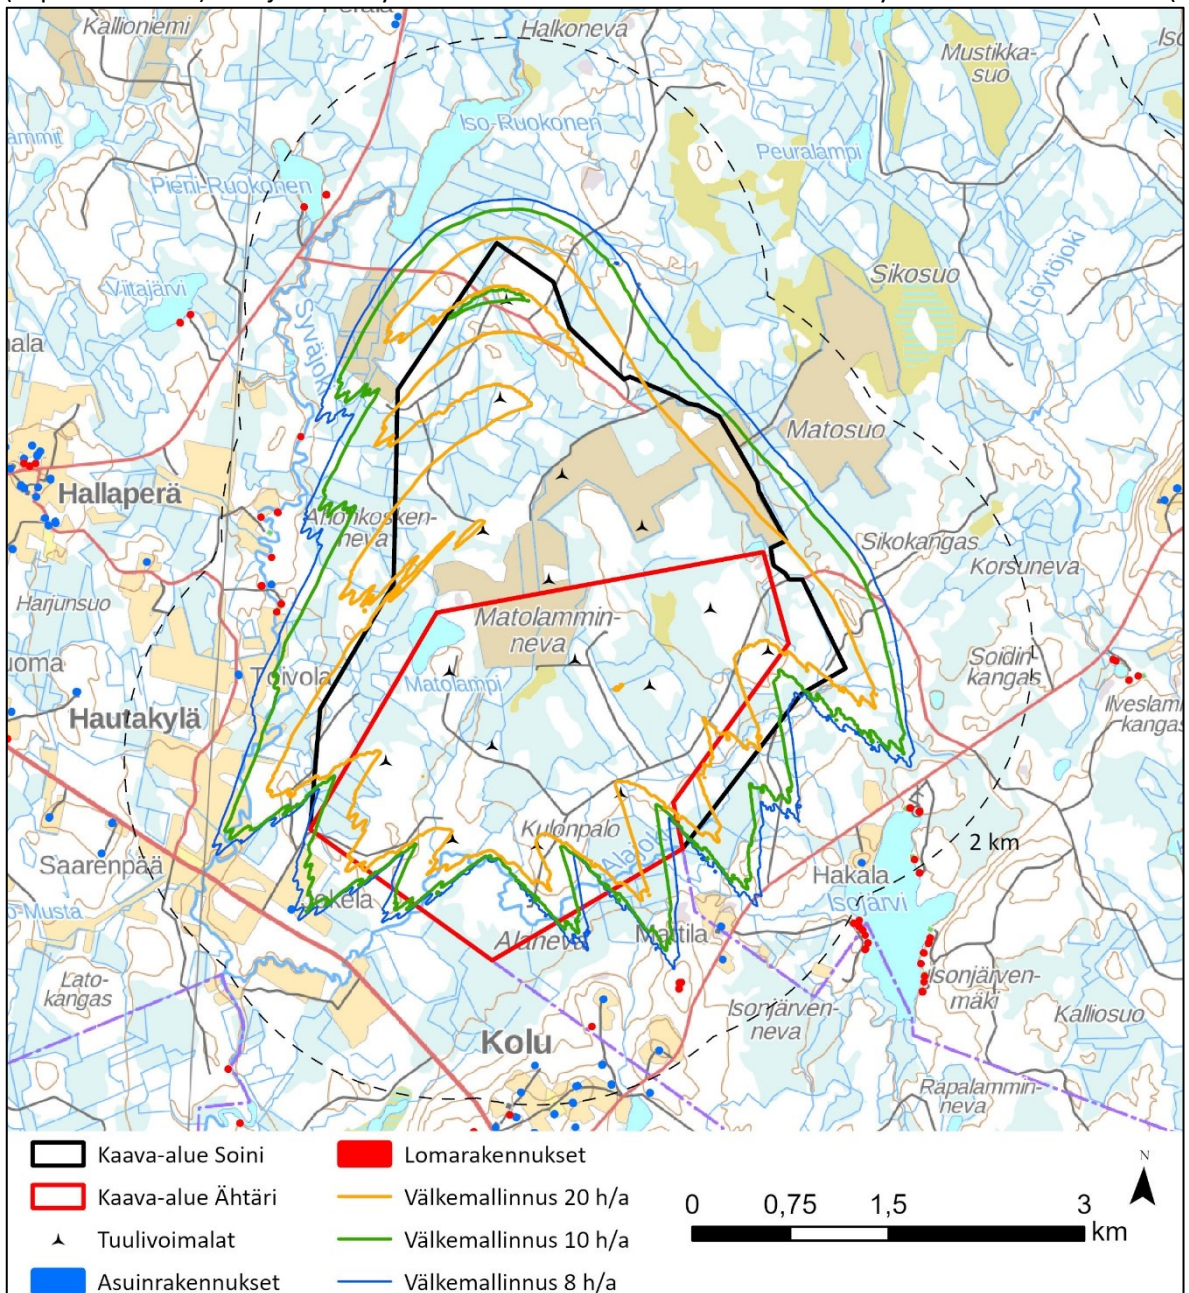 Kallioniemi
Halkoneva
Mustikka-
suo
Iso-Ruokonen
Peuralampi
Pieni-Ruokonen
Löytöjoki
Sikosuo
Viitajärvi
Syväjoki
Matosuo
Hallaperä
Sikokangas
Korsuneva
Harjunsuo
Matolammin-
neva
Soidin-
kangas
Toivola
Matolampi
Hautakylä
Kulonpalo
Alajoki
2 km
Saarenpää
Hakala
Isojärvi
Jokela
Alaneva
Mattila
Lato-
kangas
Isonjärven-
mäki
Isonjärven-
neva
Kalliosuo
Kolu
Rapalammin-
neva
Kaava-alue Soini
Kaava-alue Ähtäri
Tuulivoimalat
Asuinrakennukset
Lomarakennukset
Välkemallinnus 20 h/a
Välkemallinnus 10 h/a
Välkemallinnus 8 h/a
0 0,75 1,5 3
km
N